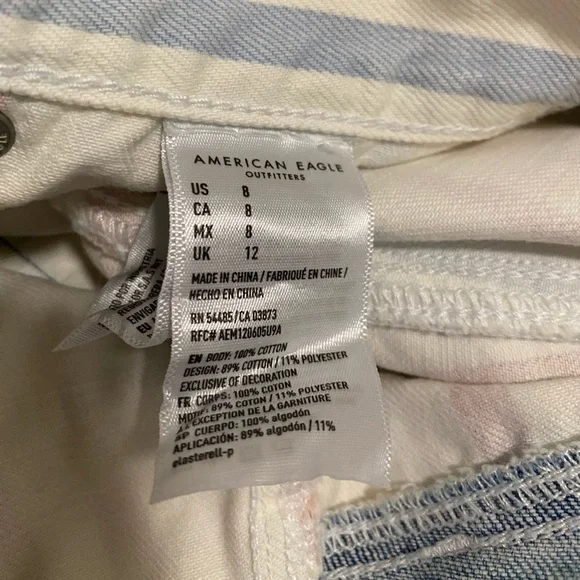 AMERICAN EAGLE
OUTFITTERS
US 8
CA 8
MX 8
UK 12
MADE IN CHINA / FABRIQUÉ EN CHINE /
HECHO EN CHINA
RN 54485/CA 03873
RFC# AEM120605U9A
EN BODY: 100% COTTON
DESIGN: 89% COTTON / 11% POLYESTER
EXCLUSIVE OF DECORATION
FR CORPS: 100% COTON
MOTIF: 89% COTON / 11% POLYESTER
EXCEPTION DE LA GARNITURE
CUERPO: 100% algodón
APLICACIÓN: 89% algodón / 11%
elasterell-p